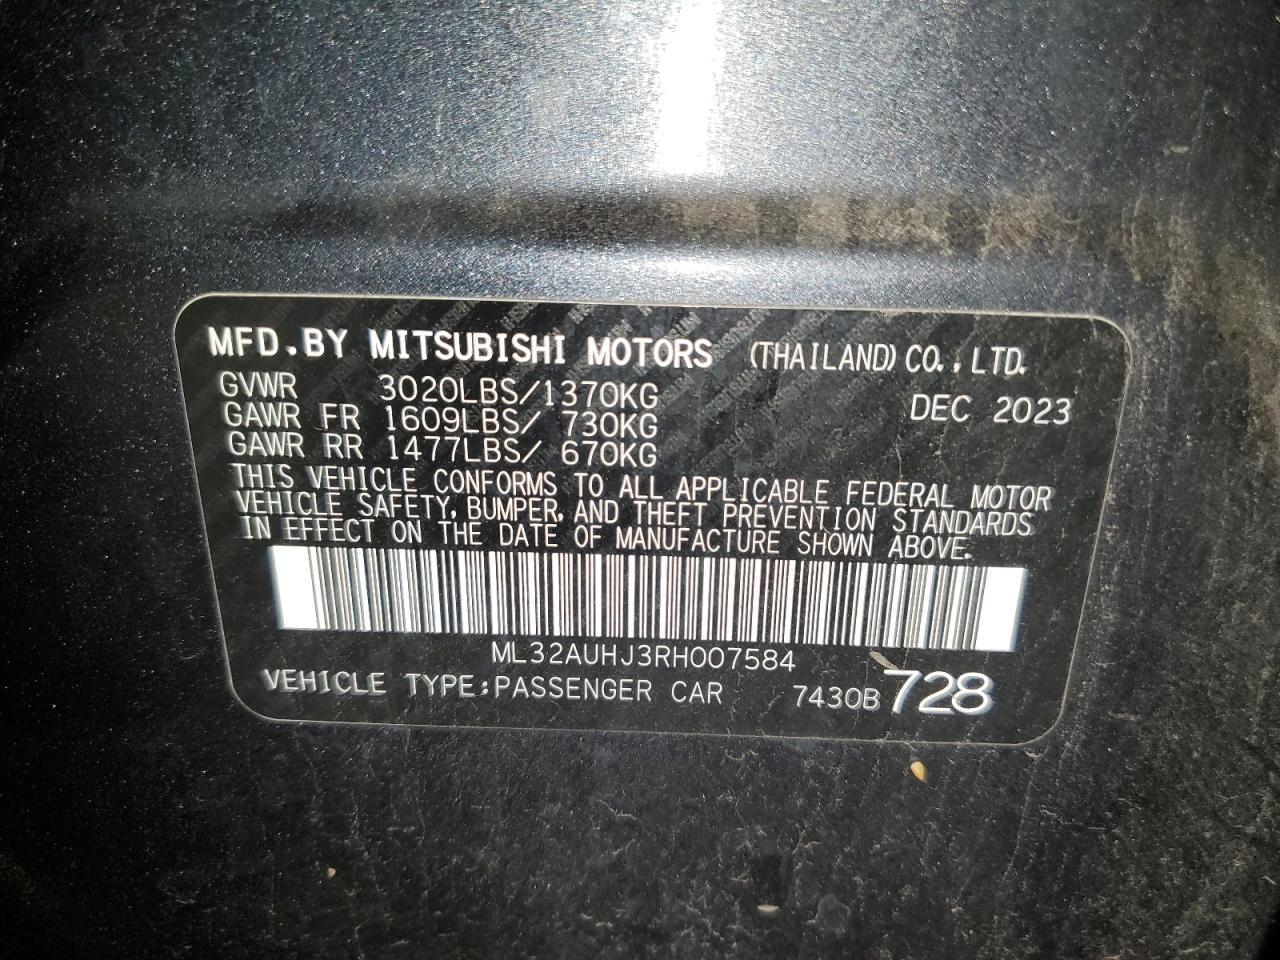 MFD.BY MITSUBISHI MOTORS (THAILAND) CO.,LTD.
GVWR 3020LBS/1370KG DEC 2023
GAWR FR 1609LBS/ 730KG
GAWR RR 1477LBS/ 670KG
THIS VEHICLE CONFORMS TO ALL APPLICABLE FEDERAL MOTOR
VEHICLE SAFETY, BUMPER, AND THEFT PREVENTION STANDARDS
IN EFFECT ON THE DATE OF MANUFACTURE SHOWN ABOVE.
ML32AUHJ3RH007584
VEHICLE TYPE:PASSENGER CAR 7430B 728